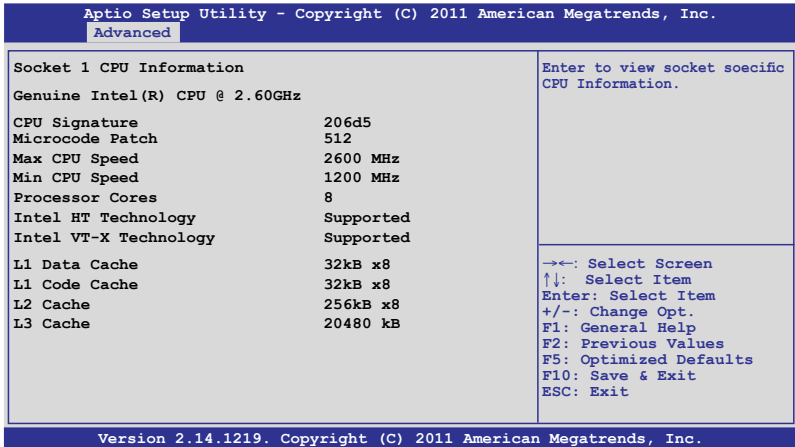 Aptio Setup Utility - Copyright (C) 2011 American Megatrends, Inc.
Advanced
Socket 1 CPU Information
Genuine Intel(R) CPU @ 2.60GHz
CPU Signature 206d5
Microcode Patch 512
Max CPU Speed 2600 MHz
Min CPU Speed 1200 MHz
Processor Cores 8
Intel HT Technology Supported
Intel VT-X Technology Supported
L1 Data Cache 32kB x8
L1 Code Cache 32kB x8
L2 Cache 256kB x8
L3 Cache 20480 kB
Enter to view socket soecific
CPU Information.
→←: Select Screen
↑↓: Select Item
Enter: Select Item
+/-: Change Opt.
F1: General Help
F2: Previous Values
F5: Optimized Defaults
F10: Save & Exit
ESC: Exit
Version 2.14.1219. Copyright (C) 2011 American Megatrends, Inc.